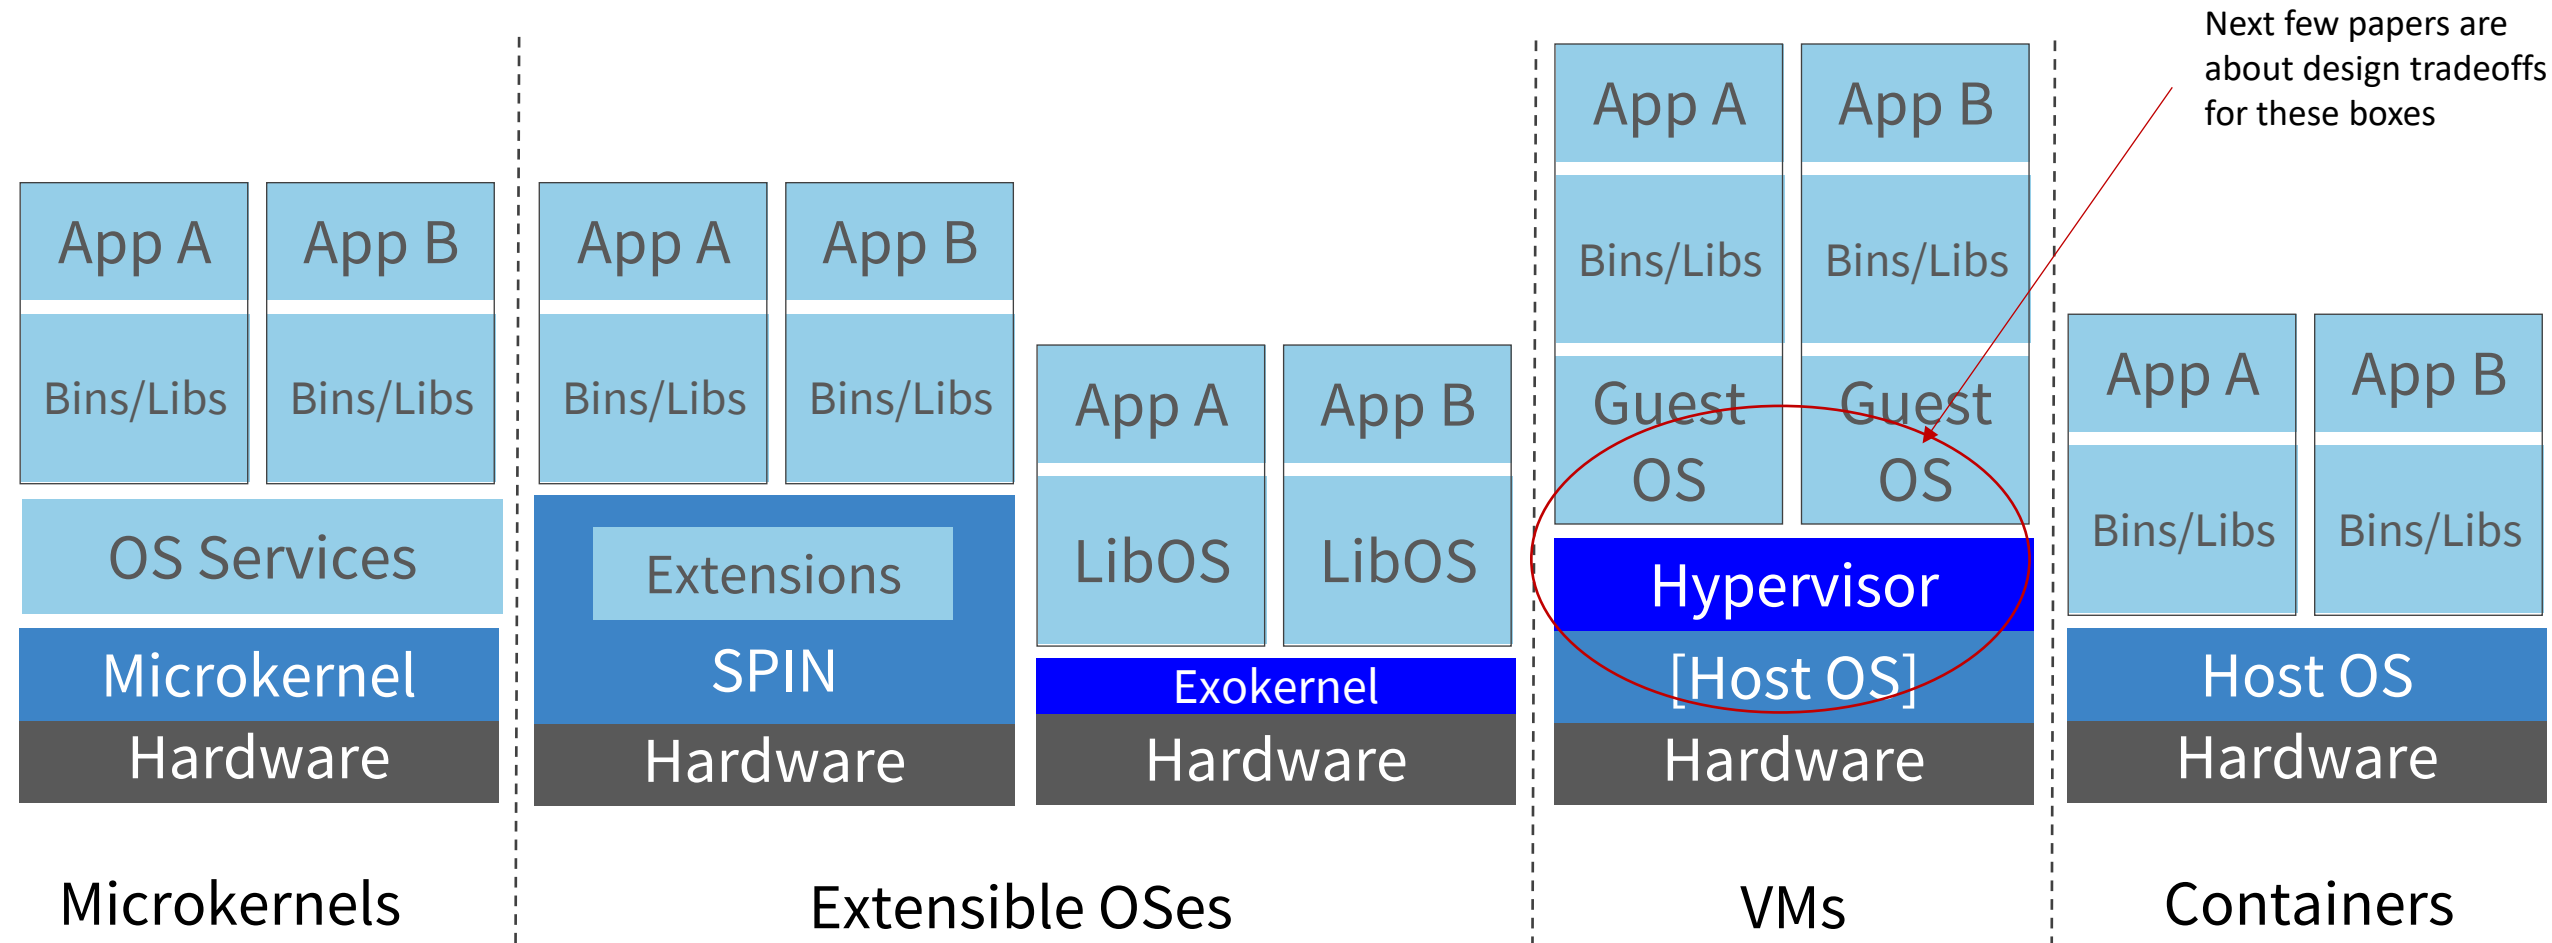 Next few papers are
about design tradeoffs
for these boxes
App A
App B
Bins/Libs
Bins/Libs
OS Services
Microkernel
Hardware
Microkernels
App A
App B
Bins/Libs
Bins/Libs
Extensions
SPIN
Hardware
App A
App B
LibOS
LibOS
Exokernel
Hardware
Extensible OSes
App A
App B
Bins/Libs
Bins/Libs
Guest
OS
Guest
OS
Hypervisor
[Host OS]
Hardware
VMs
App A
App B
Bins/Libs
Bins/Libs
Host OS
Hardware
Containers